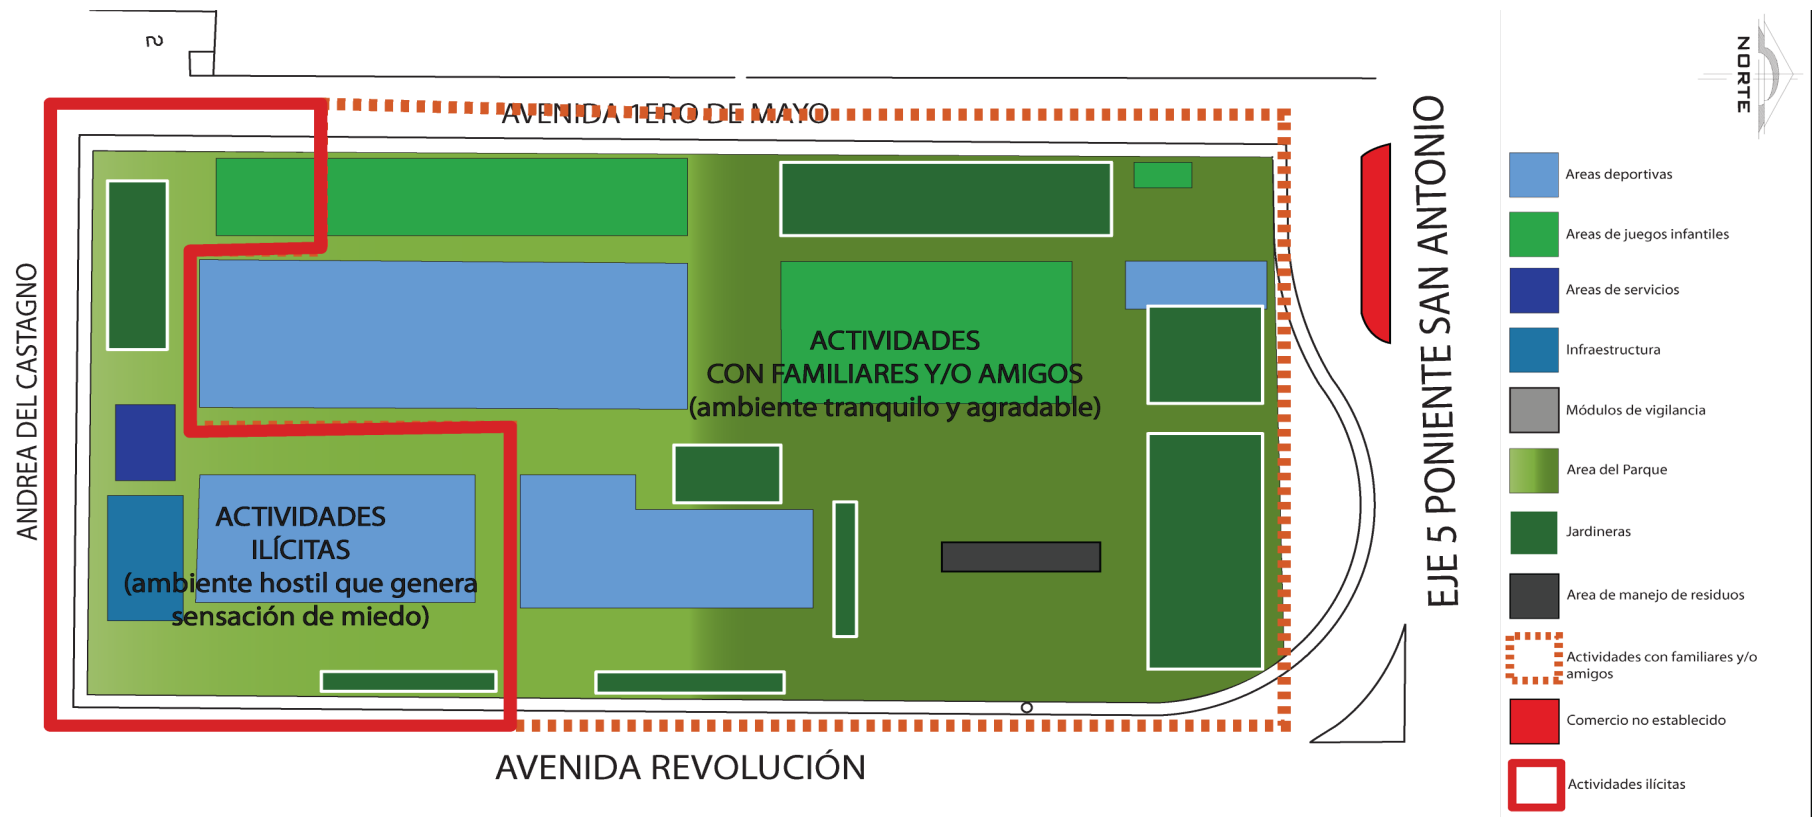 AVENIDA 1ERO DE MAYO
ANDREA DEL CASTAGNO
ACTIVIDADES
CON FAMILIARES Y/O AMIGOS
(ambiente tranquilo y agradable)
ACTIVIDADES
ILÍCITAS
(ambiente hostil que genera
sensación de miedo)
AVENIDA REVOLUCIÓN
EJE 5 PONIENTE SAN ANTONIO
NORTE
Areas deportivas
Areas de juegos infantiles
Areas de servicios
Infraestructura
Módulos de vigilancia
Area del Parque
Jardineras
Area de manejo de residuos
Actividades con familiares y/o
amigos
Comercio no establecido
Actividades ilícitas